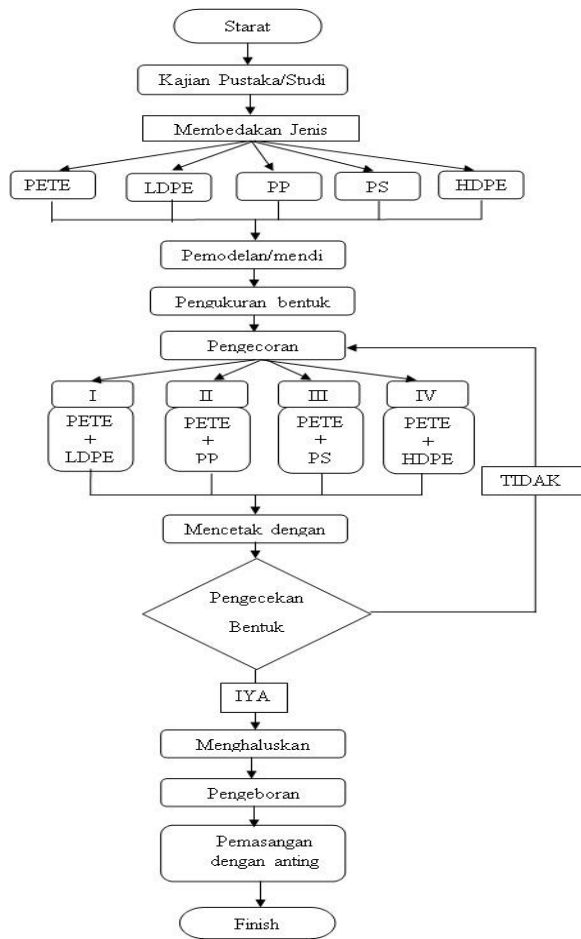 Starat
Kajian Pustaka/Studi
Membedakan Jenis
PETE
LDPE
PP
PS
HDPE
Pemodelan/mendi
Pengukuran bentuk
Pengecoran
I
II
III
IV
PETE
+
LDPE
PETE
+
PP
PETE
+
PS
PETE
+
HDPE
TIDAK
Mencetak dengan
Pengecekan
Bentuk
IYA
Menghaluskan
Pengeboran
Pemasangan
dengan anting
Finish